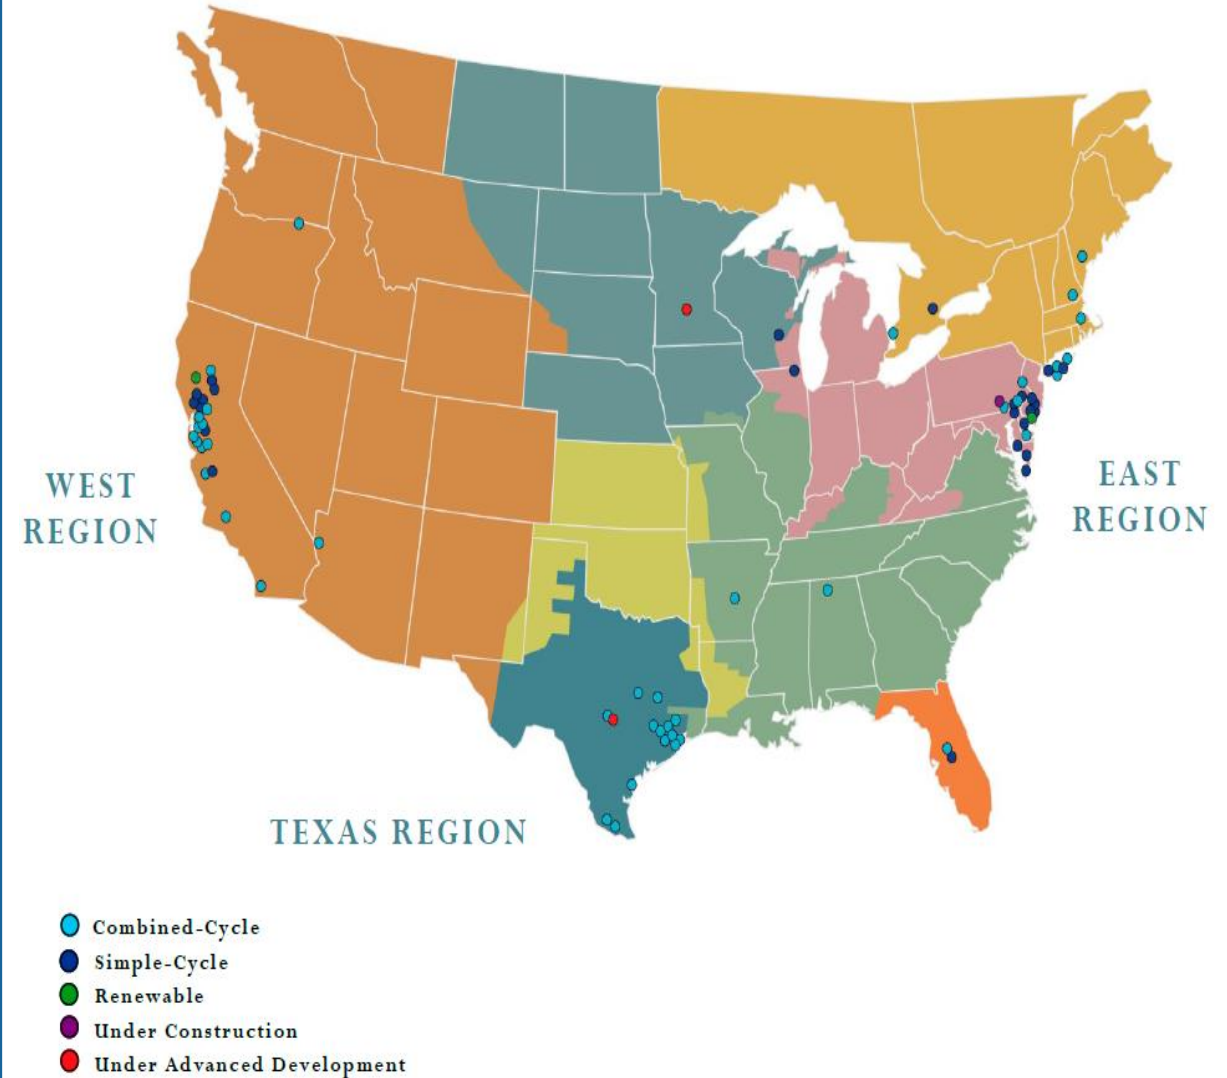 WEST
REGION
EAST
REGION
TEXAS REGION
Combined-Cycle
Simple-Cycle
Renewable
Under Construction
Under Advanced Development